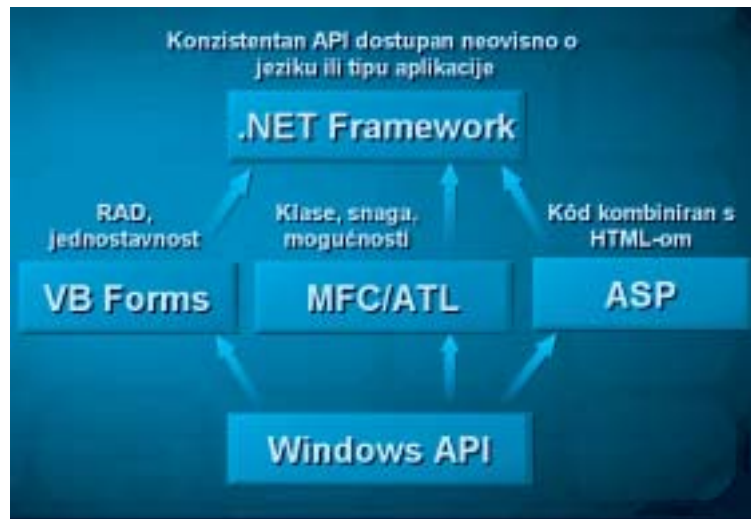 Konzistentan API dostupan neovisno o
jeziku ili tipu aplikacije
.NET Framework
RAD,
jednostavnost
Klase, snaga,
mogućnosti
Kôd kombiniran s
HTML-om
VB Forms
MFC/ATL
ASP
Windows API